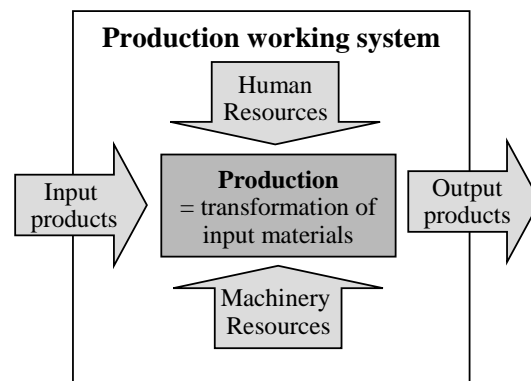 Production working system
Human
Resources
Input
products
Production
= transformation of
input materials
Output
products
Machinery
Resources